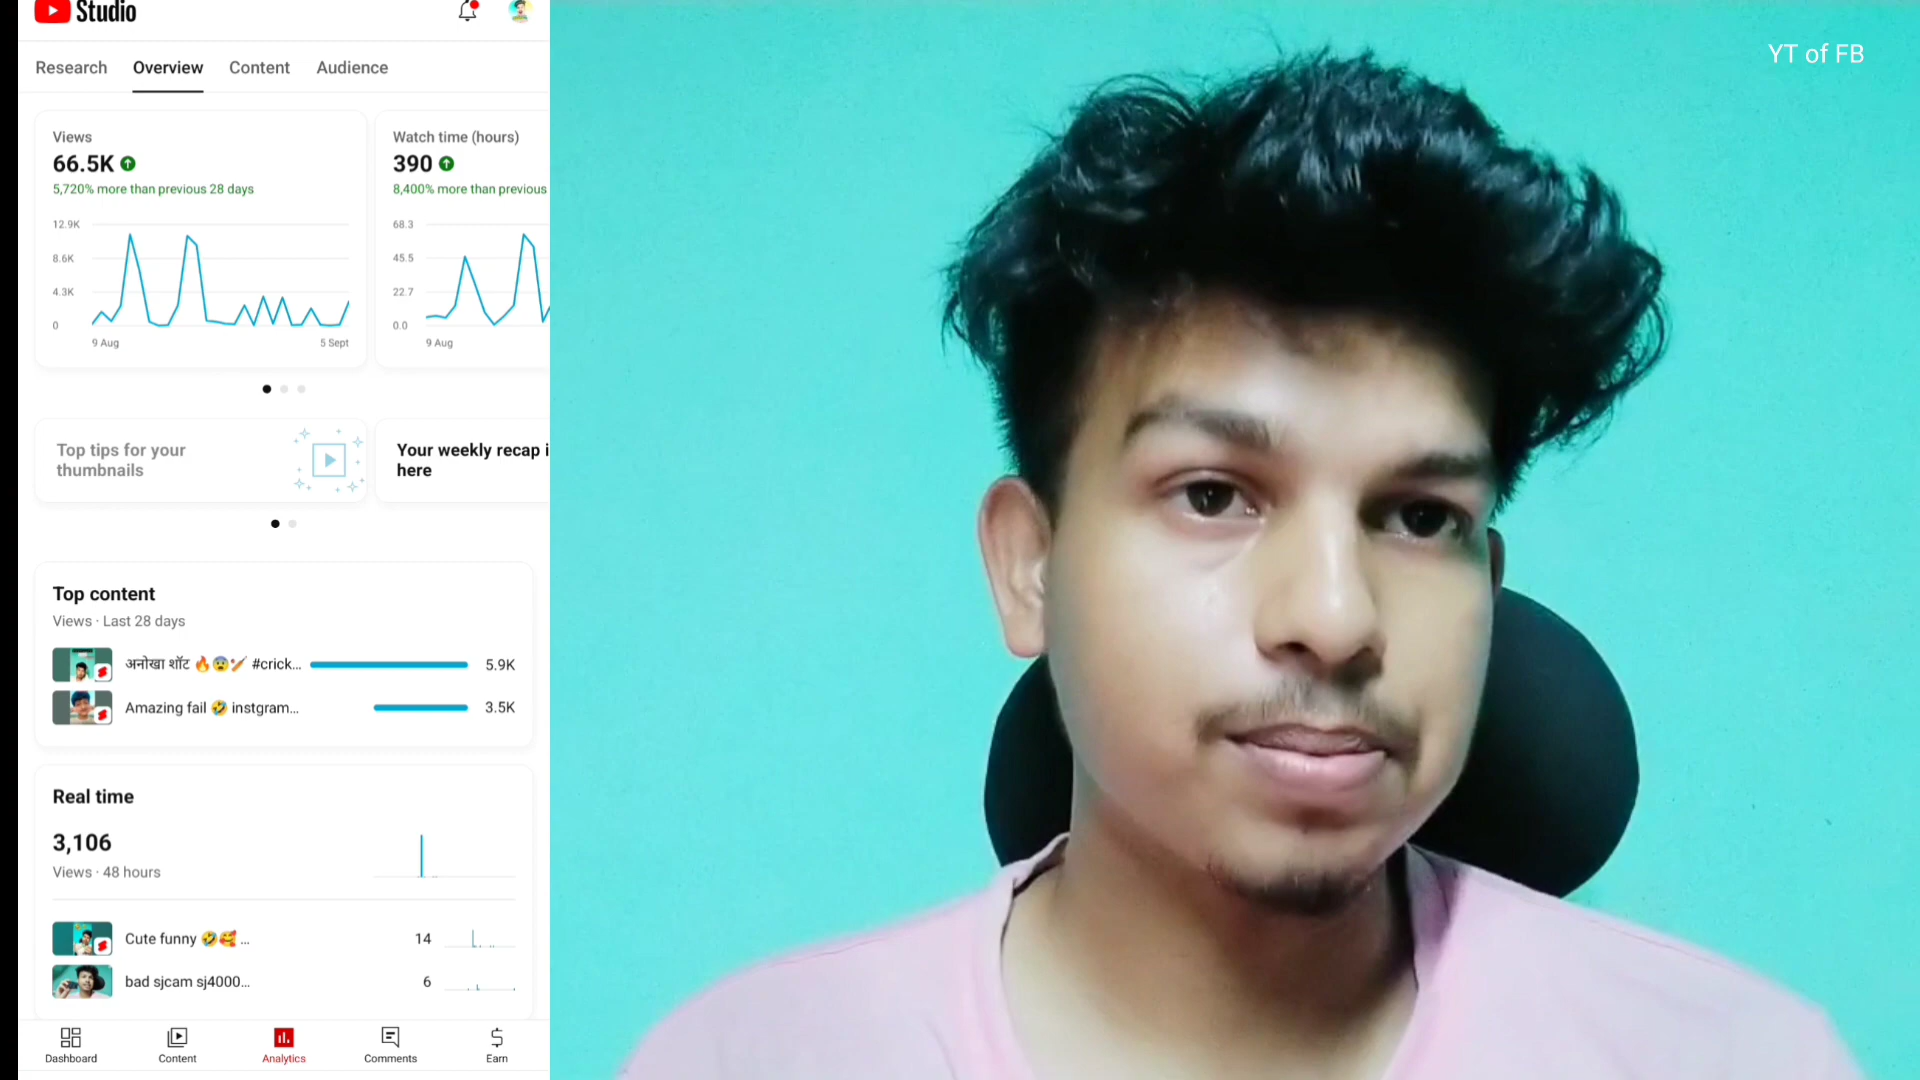 Studio
YT of FB
Research Overview Content Audience
Views
66.5K
5,720% more than previous 28 days
12.9K
8.6K
4.3K
0
9 Aug 5 Sept
Watch time (hours)
390
8,400% more than previous
68.3
45.5
22.7
0.0
9 Aug
Top tips for your
thumbnails
Your weekly recap i
here
Top content
Views · Last 28 days
अनोखा शॉट 🔥😨🏏 #crick... 5.9K
Amazing fail 🤣 instgram... 3.5K
Real time
3,106
Views · 48 hours
Cute funny 🤣🥰 ... 14
bad sjcam sj4000... 6
Dashboard Content Analytics Comments Earn